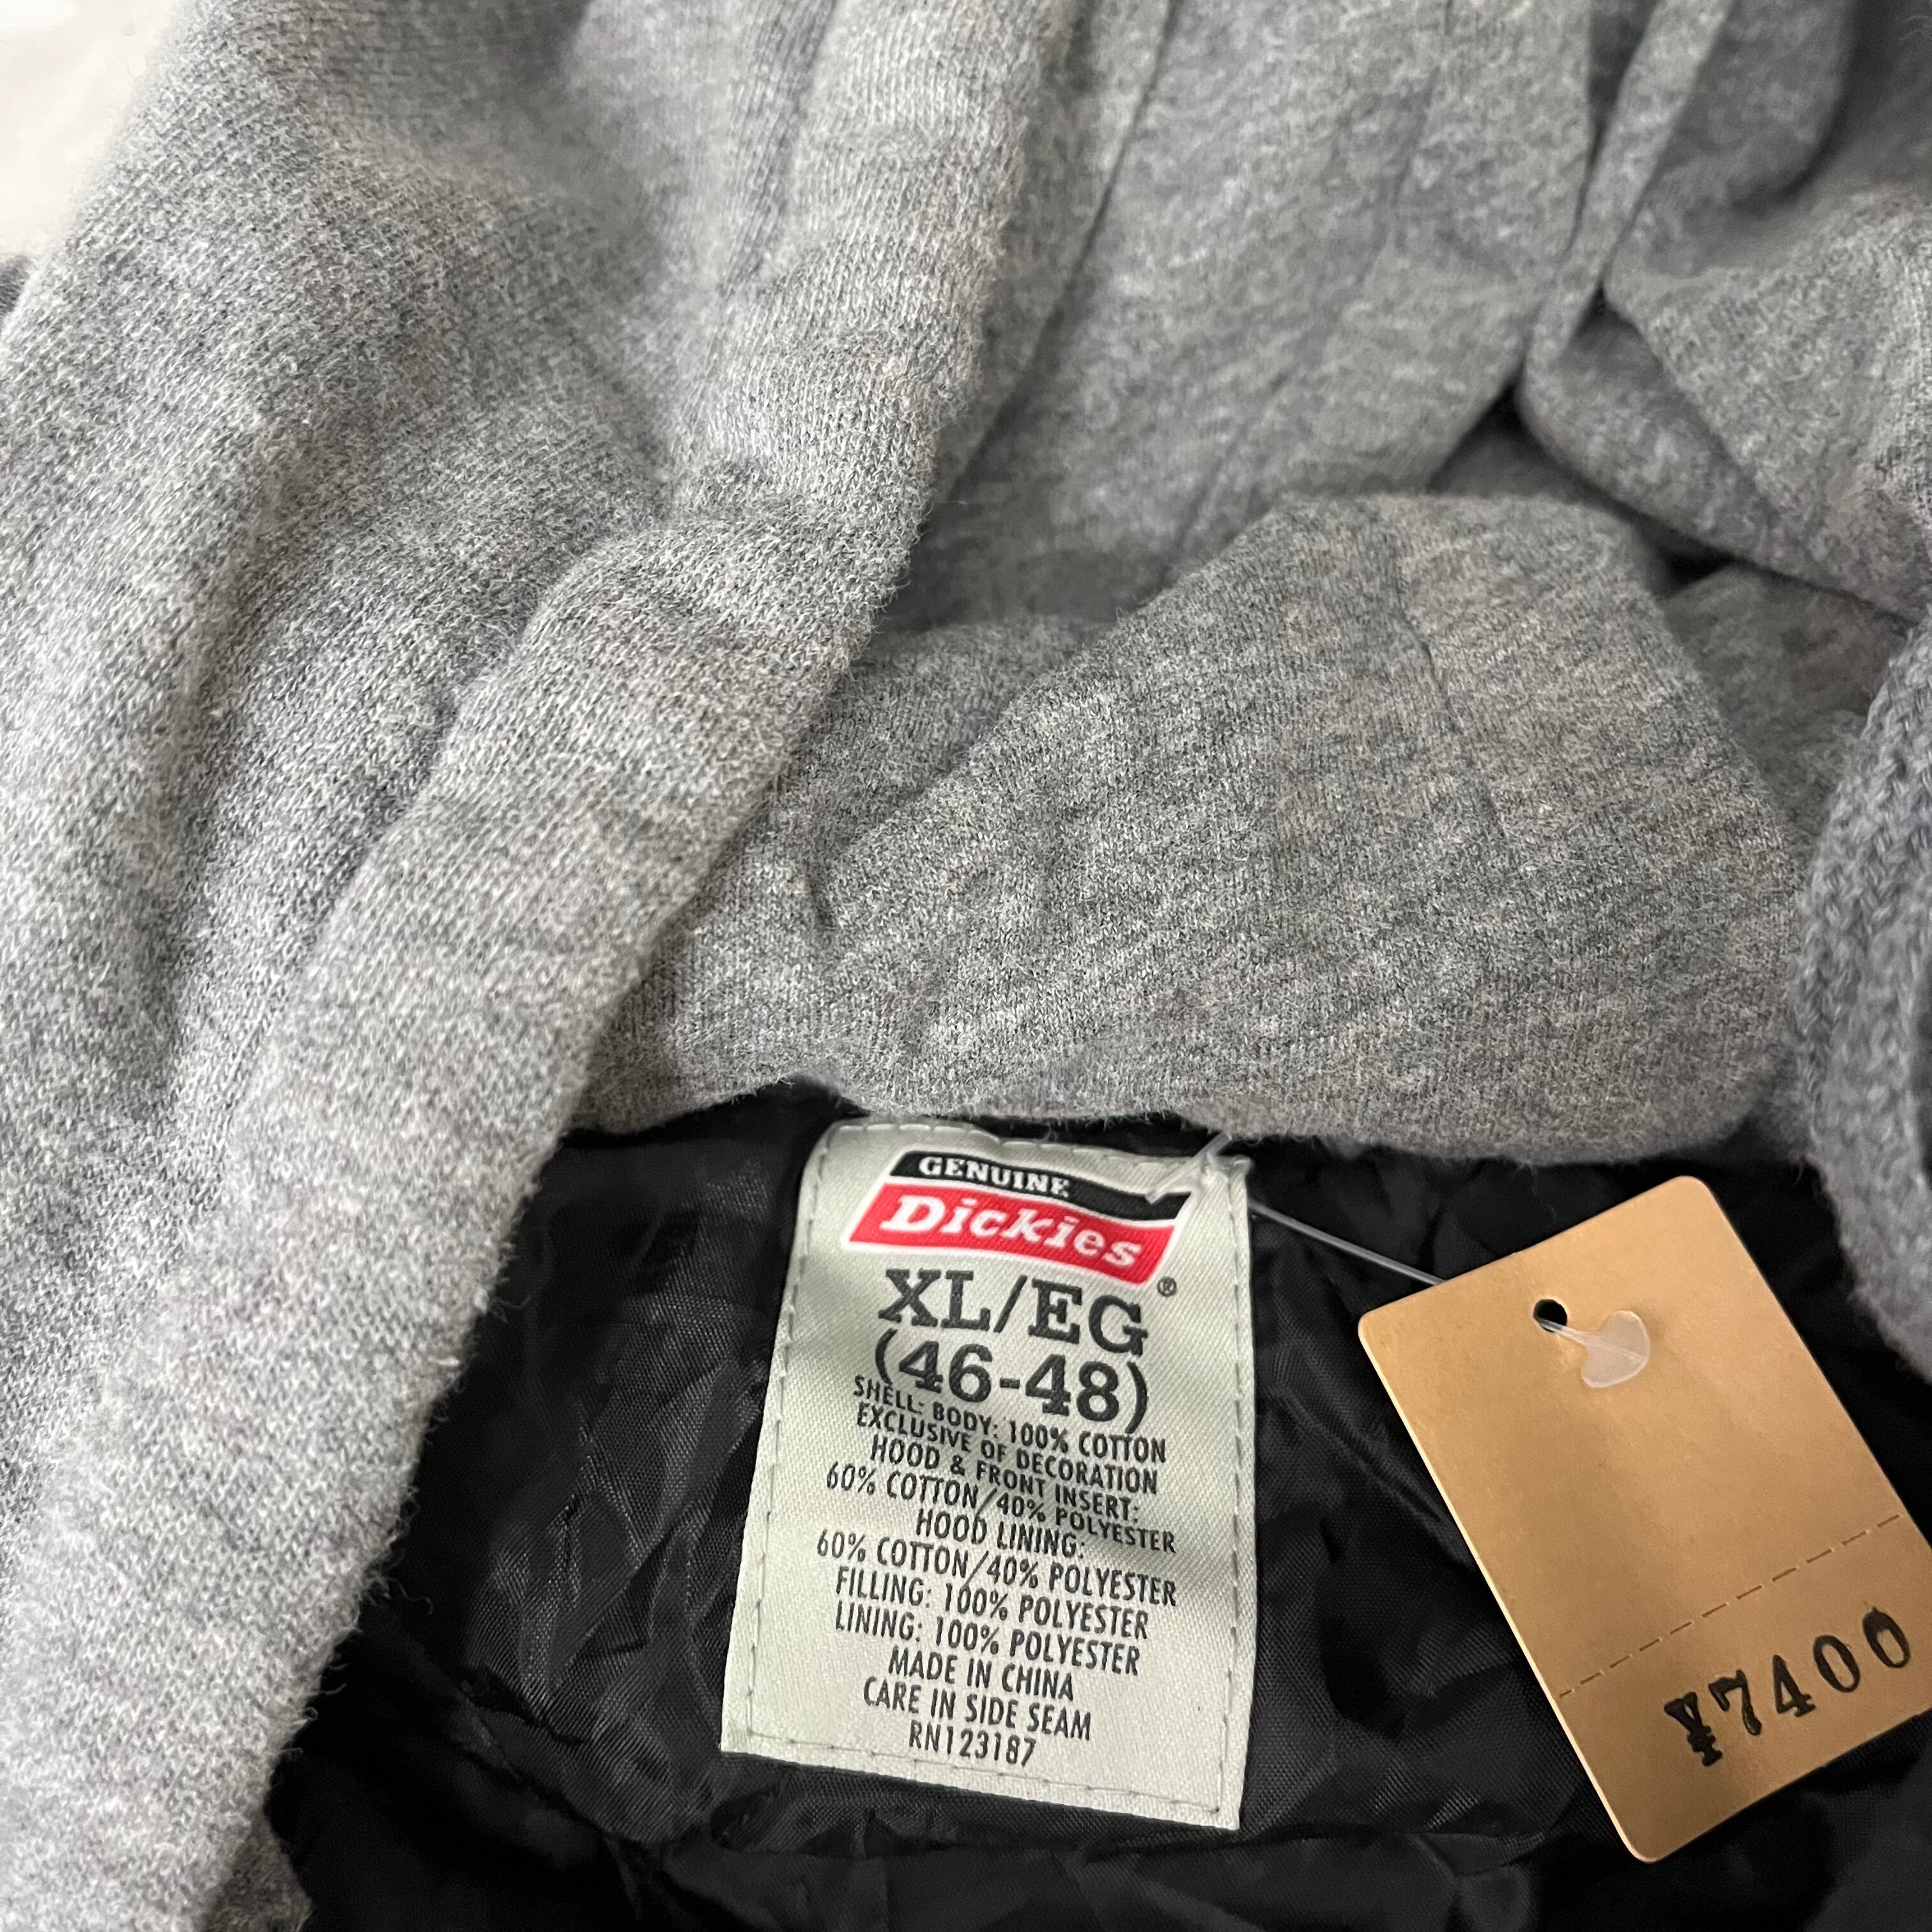 GENUINE
Dickies®
XL/EG
(46-48)
SHELL: BODY: 100% COTTON
EXCLUSIVE OF DECORATION
HOOD & FRONT INSERT:
60% COTTON/40% POLYESTER
HOOD LINING:
60% COTTON/40% POLYESTER
FILLING: 100% POLYESTER
LINING: 100% POLYESTER
MADE IN CHINA
CARE IN SIDE SEAM
RN123187
¥7400